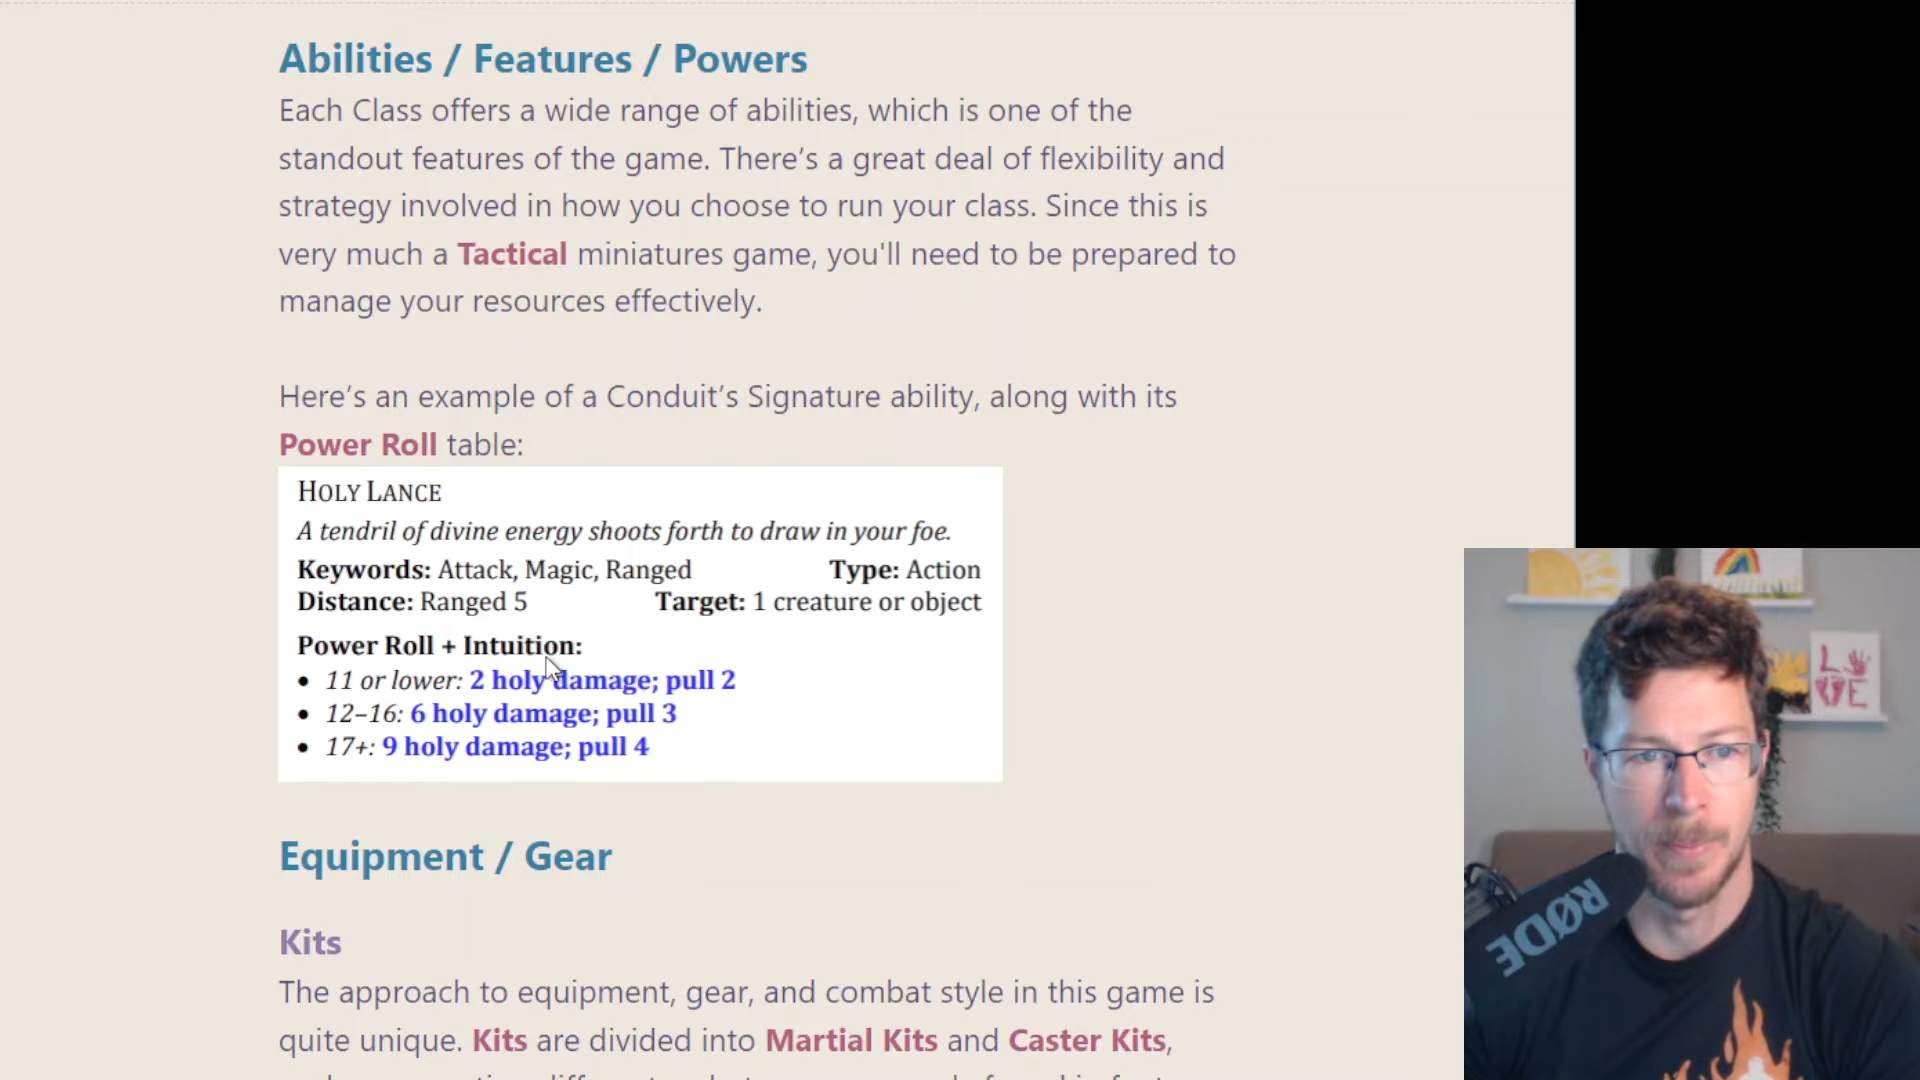 Abilities / Features / Powers
Each Class offers a wide range of abilities, which is one of the
standout features of the game. There’s a great deal of flexibility and
strategy involved in how you choose to run your class. Since this is
very much a Tactical miniatures game, you'll need to be prepared to
manage your resources effectively.
Here’s an example of a Conduit’s Signature ability, along with its
Power Roll table:
HOLY LANCE
A tendril of divine energy shoots forth to draw in your foe.
Keywords: Attack, Magic, Ranged Type: Action
Distance: Ranged 5 Target: 1 creature or object
Power Roll + Intuition:
• 11 or lower: 2 holy damage; pull 2
• 12–16: 6 holy damage; pull 3
• 17+: 9 holy damage; pull 4
Equipment / Gear
Kits
The approach to equipment, gear, and combat style in this game is
quite unique. Kits are divided into Martial Kits and Caster Kits,
LOVE
RØDE